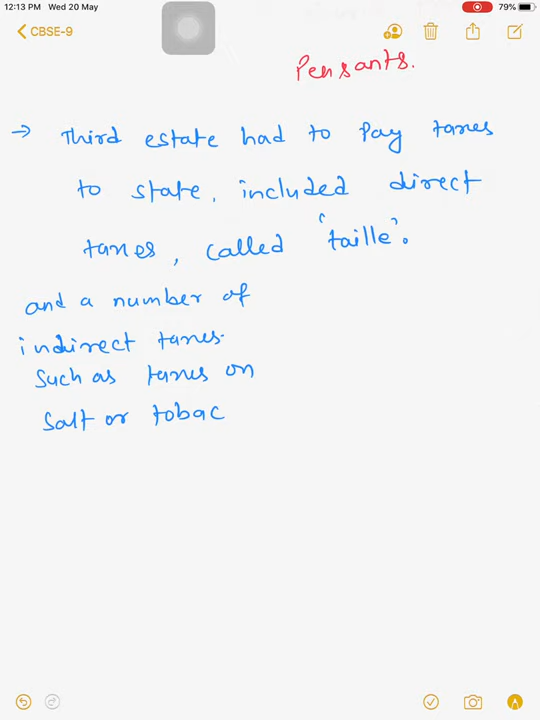 12:13 PM Wed 20 May
79%
CBSE-9
Peasants.
→ Third estate had to Pay taxes
to state, included direct
taxes, called 'taille'.
and a number of
indirect taxes.
Such as taxes on
Salt or tobac